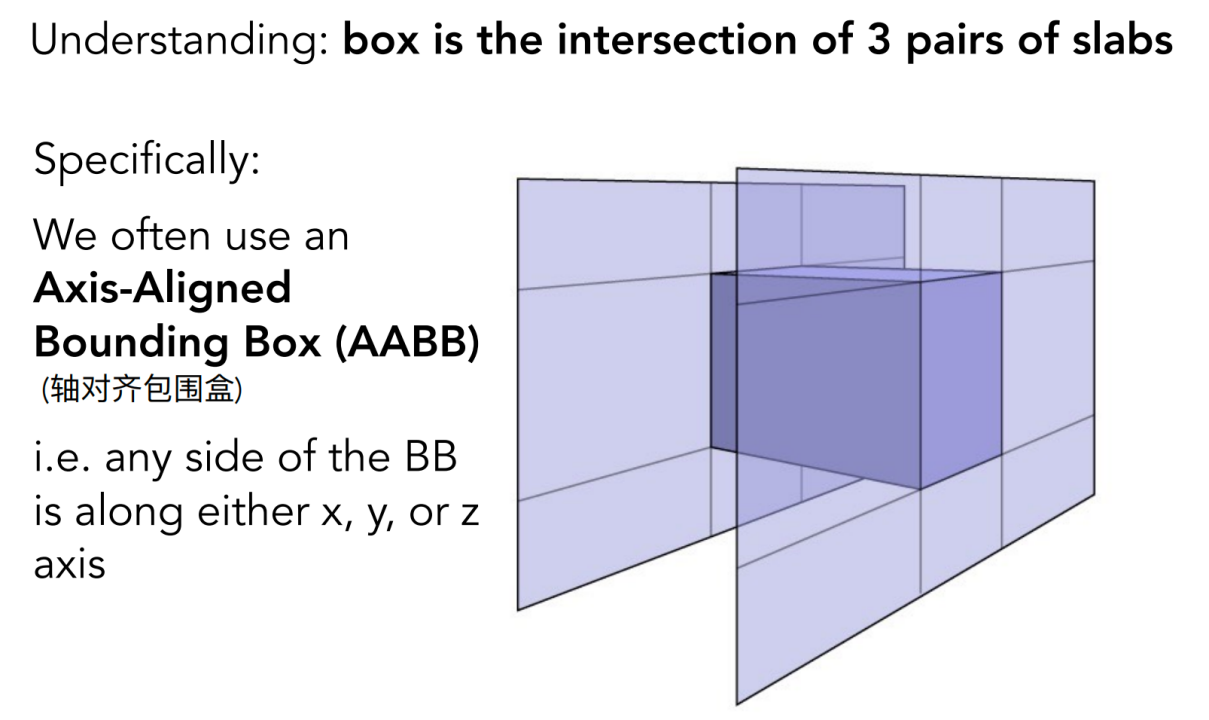 Understanding: box is the intersection of 3 pairs of slabs
Specifically:
We often use an
Axis-Aligned
Bounding Box (AABB)
(轴对齐包围盒)
i.e. any side of the BB
is along either x, y, or z
axis